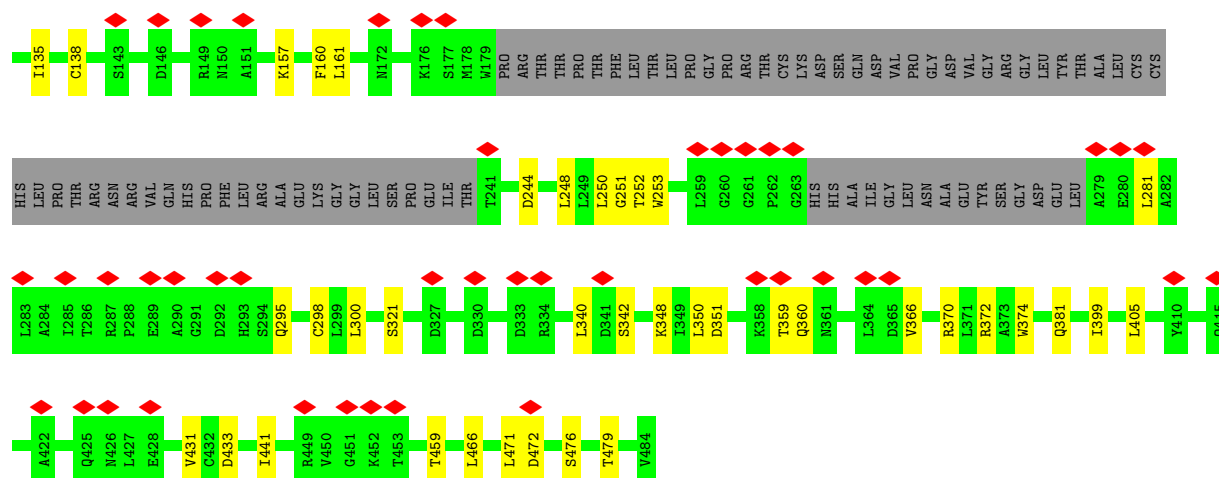 I135 C138 S143 D146 R149 N150 A151 K157 F160 L161 N172 K176 S177 M178 W179 PRO ARG THR THR PRO THR PHE LEU THR LEU PRO GLY PRO ARG THR CYS LYS ASP SER GLN ASP VAL PRO GLY ASP VAL GLY ARG GLY LEU TYR THR ALA LEU CYS CYS
HIS LEU PRO THR ARG ASN ARG VAL GLN HIS PRO PHE LEU ARG ALA GLU LYS GLY GLY LEU SER PRO GLU ILE THR T241 D244 L248 L249 L250 G251 T252 W253 L259 G260 G261 P262 G263 HIS HIS ALA ILE GLY LEU ASN ALA GLU TYR SER GLY ASP GLU LEU A279 E280 L281 A282
L283 A284 I285 T286 R287 P288 E289 A290 G291 D292 H293 S294 Q295 C298 L299 L300 S321 D327 D330 D333 R334 L340 D341 S342 K348 I349 L350 D351 K358 T359 Q360 N361 L364 D365 V366 R370 L371 R372 A373 W374 Q381 I399 L405 Y410
A422 Q425 N426 L427 E428 V431 C432 D433 I441 R449 V450 G451 K452 T453 T459 L466 L471 D472 S476 T479 V484